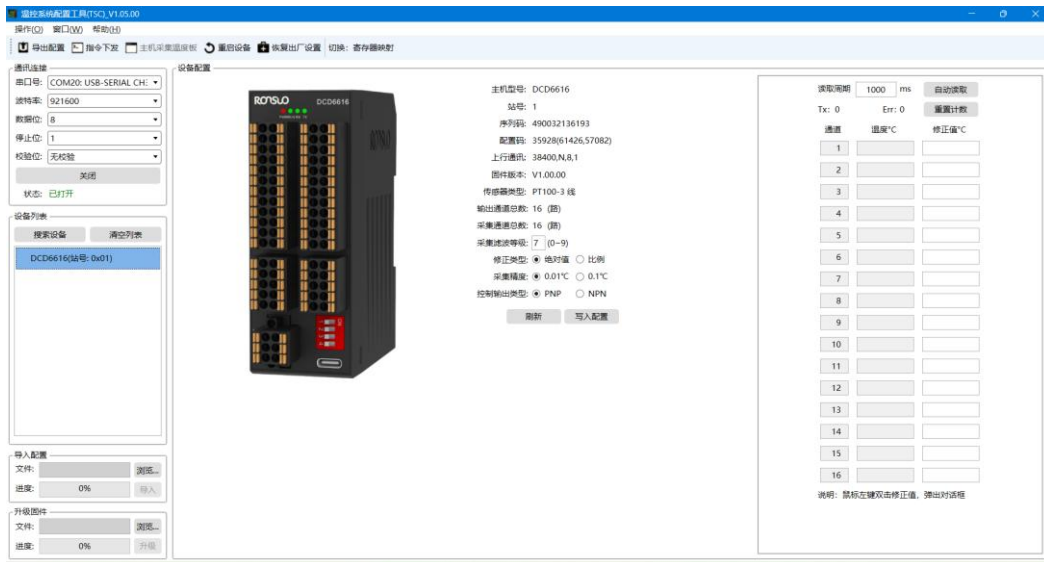 温控系统配置工具(TSC)_V1.05.00
操作(O) 窗口(W) 帮助(H)
导出配置 指令下发 主机采集温度板 重启设备 恢复出厂设置 切换: 寄存器映射
通讯连接
串口号: COM20: USB-SERIAL CH:
波特率: 921600
数据位: 8
停止位: 1
校验位: 无校验
关闭
状态: 已打开
设备列表
搜索设备 清空列表
DCD6616(站号: 0x01)
导入配置
文件: 浏览...
进度: 0% 导入
升级固件
文件: 浏览...
进度: 0% 升级
设备配置
RONSLO DCD6616
主机型号: DCD6616
站号: 1
序列码: 490032136193
配置码: 35928(61426,57082)
上行通讯: 38400,N,8,1
固件版本: V1.00.00
传感器类型: PT100-3 线
输出通道总数: 16 (路)
采集通道总数: 16 (路)
采集滤波等级: 7 (0~9)
修正类型: 绝对值 比例
采集精度: 0.01℃ 0.1℃
控制输出类型: PNP NPN
刷新 写入配置
读取周期 1000 ms 自动读取
Tx: 0 Err: 0 重置计数
通道 温度℃ 修正值℃
1
2
3
4
5
6
7
8
9
10
11
12
13
14
15
16
说明: 鼠标左键双击修正值, 弹出对话框